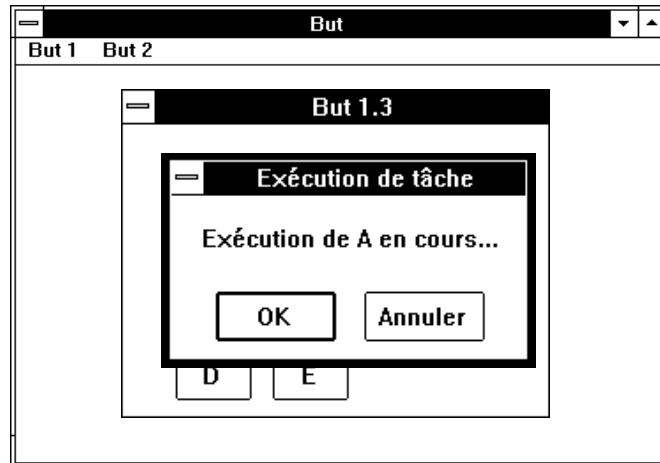 But
But 1 But 2
But 1.3
Exécution de tâche
Exécution de A en cours...
OK Annuler
D E